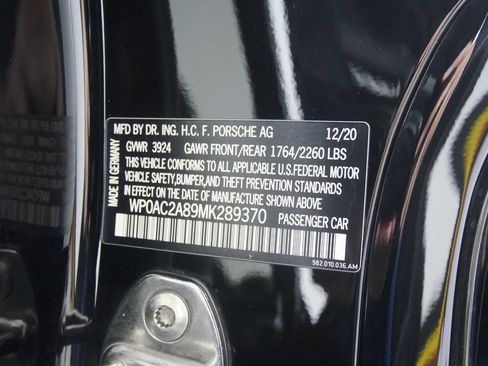 MFD. BY DR. ING. H.C. F. PORSCHE AG 12/20
GVWR 3924 GAWR FRONT/REAR 1764/2260 LBS
THIS VEHICLE CONFORMS TO ALL APPLICABLE U.S.FEDERAL MOTOR
VEHICLE SAFETY,BUMPER,AND THEFT PREVENTION STANDARDS
IN EFFECT ON THE DATE OF MANUFACTURE SHOWN ABOVE
WP0AC2A89MK289370 PASSENGER CAR
MADE IN GERMANY
982.010.036.AM